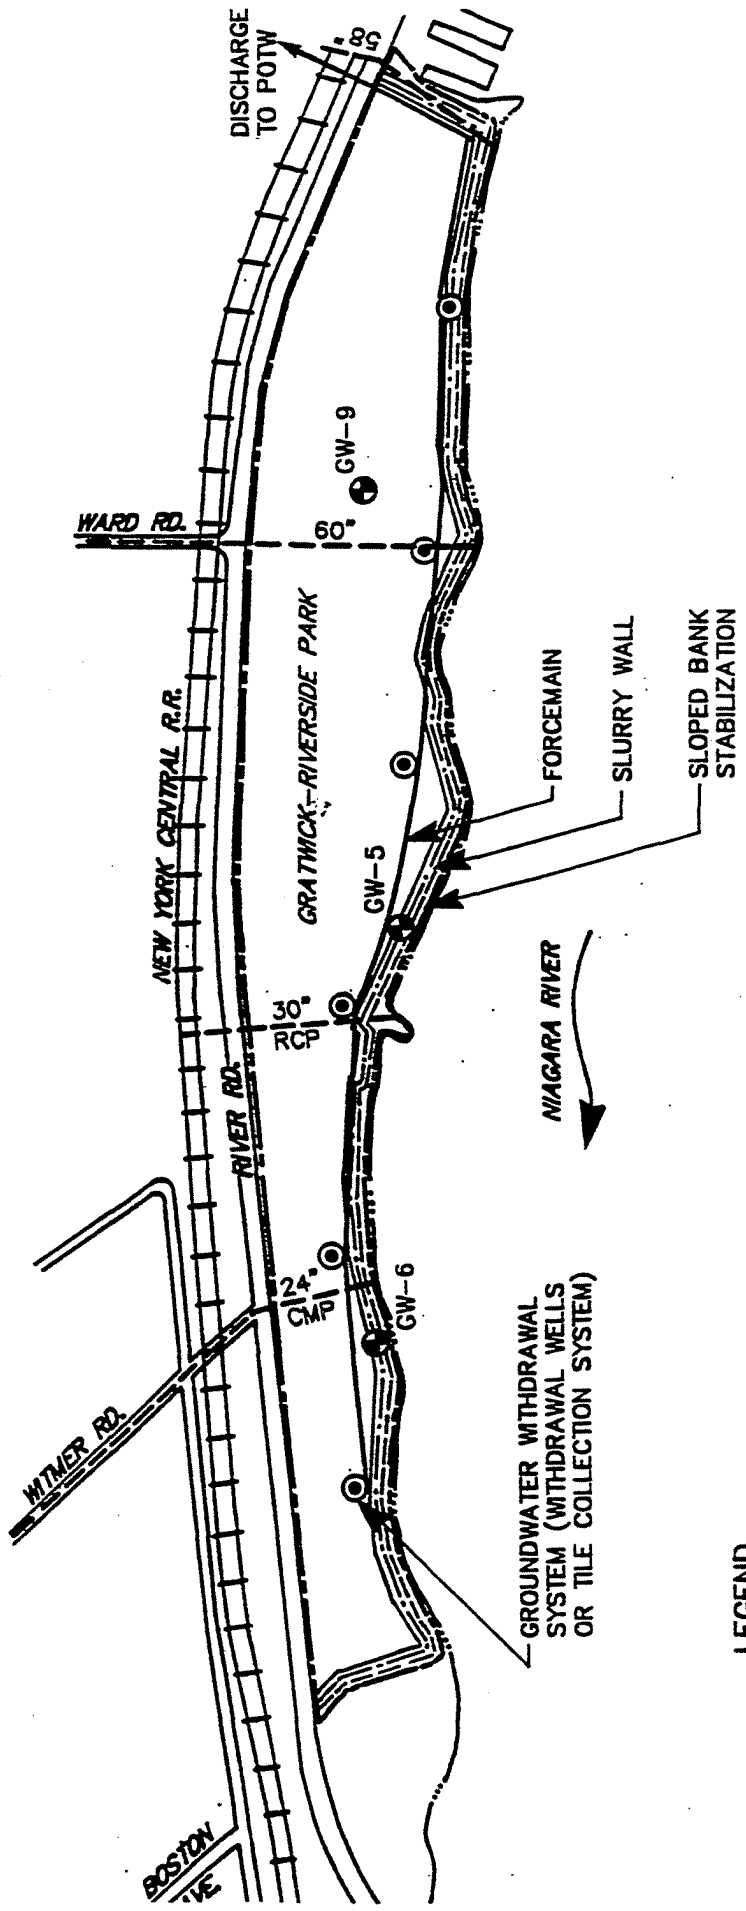 DISCHARGE
TO POTW
58"
WARD RD.
60"
GW-9
NEW YORK CENTRAL R.R.
GRATWICK-RIVERSIDE PARK
FORCEMAIN
SLURRY WALL
SLOPED BANK
STABILIZATION
GW-5
30"
RCP
RIVER RD.
NIAGARA RIVER
24"
CMP
GW-6
WITMER RD.
GROUNDWATER WITHDRAWAL
SYSTEM (WITHDRAWAL WELLS
OR TILE COLLECTION SYSTEM)
BOSTON
VE.
LEGEND